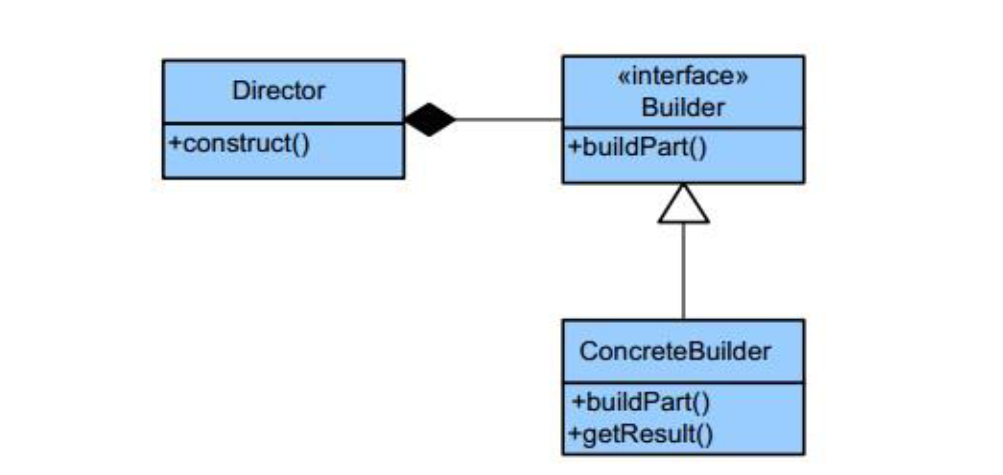 Director
+construct()
«interface»
Builder
+buildPart()
ConcreteBuilder
+buildPart()
+getResult()